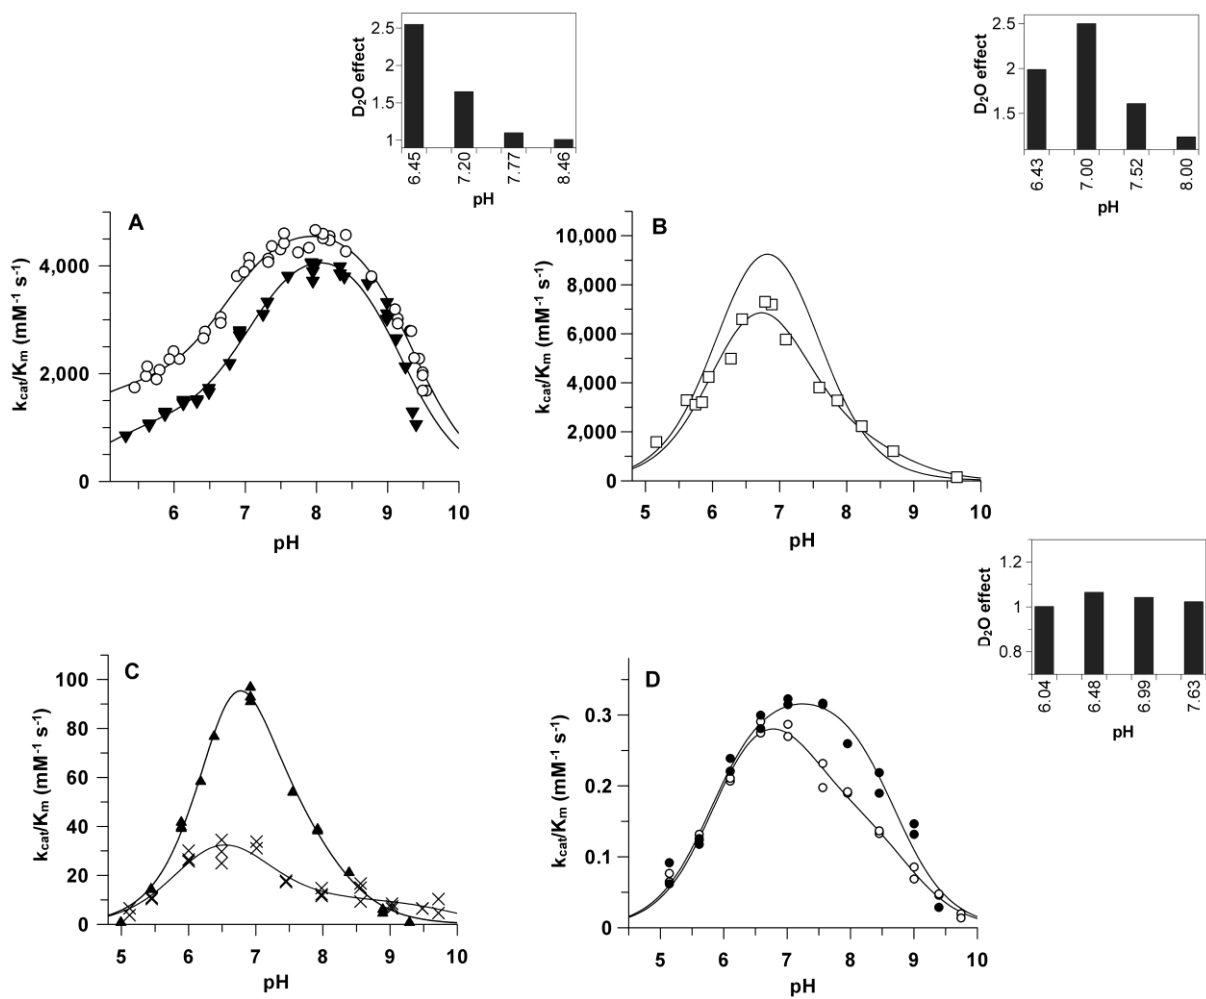 2.5
2
1.5
1
D₂O effect
6.45
7.20
7.77
8.46
pH
2.5
2
1.5
D₂O effect
6.43
7.00
7.52
8.00
pH
A
4,000
2,000
0
kcat/Km (mM⁻¹ s⁻¹)
6 7 8 9 10
pH
B
10,000
8,000
6,000
4,000
2,000
0
kcat/Km (mM⁻¹ s⁻¹)
5 6 7 8 9 10
pH
1.2
1
0.8
D₂O effect
6.04
6.48
6.99
7.63
pH
C
100
80
60
40
20
0
kcat/Km (mM⁻¹ s⁻¹)
5 6 7 8 9 10
pH
D
0.3
0.2
0.1
0
kcat/Km (mM⁻¹ s⁻¹)
5 6 7 8 9 10
pH